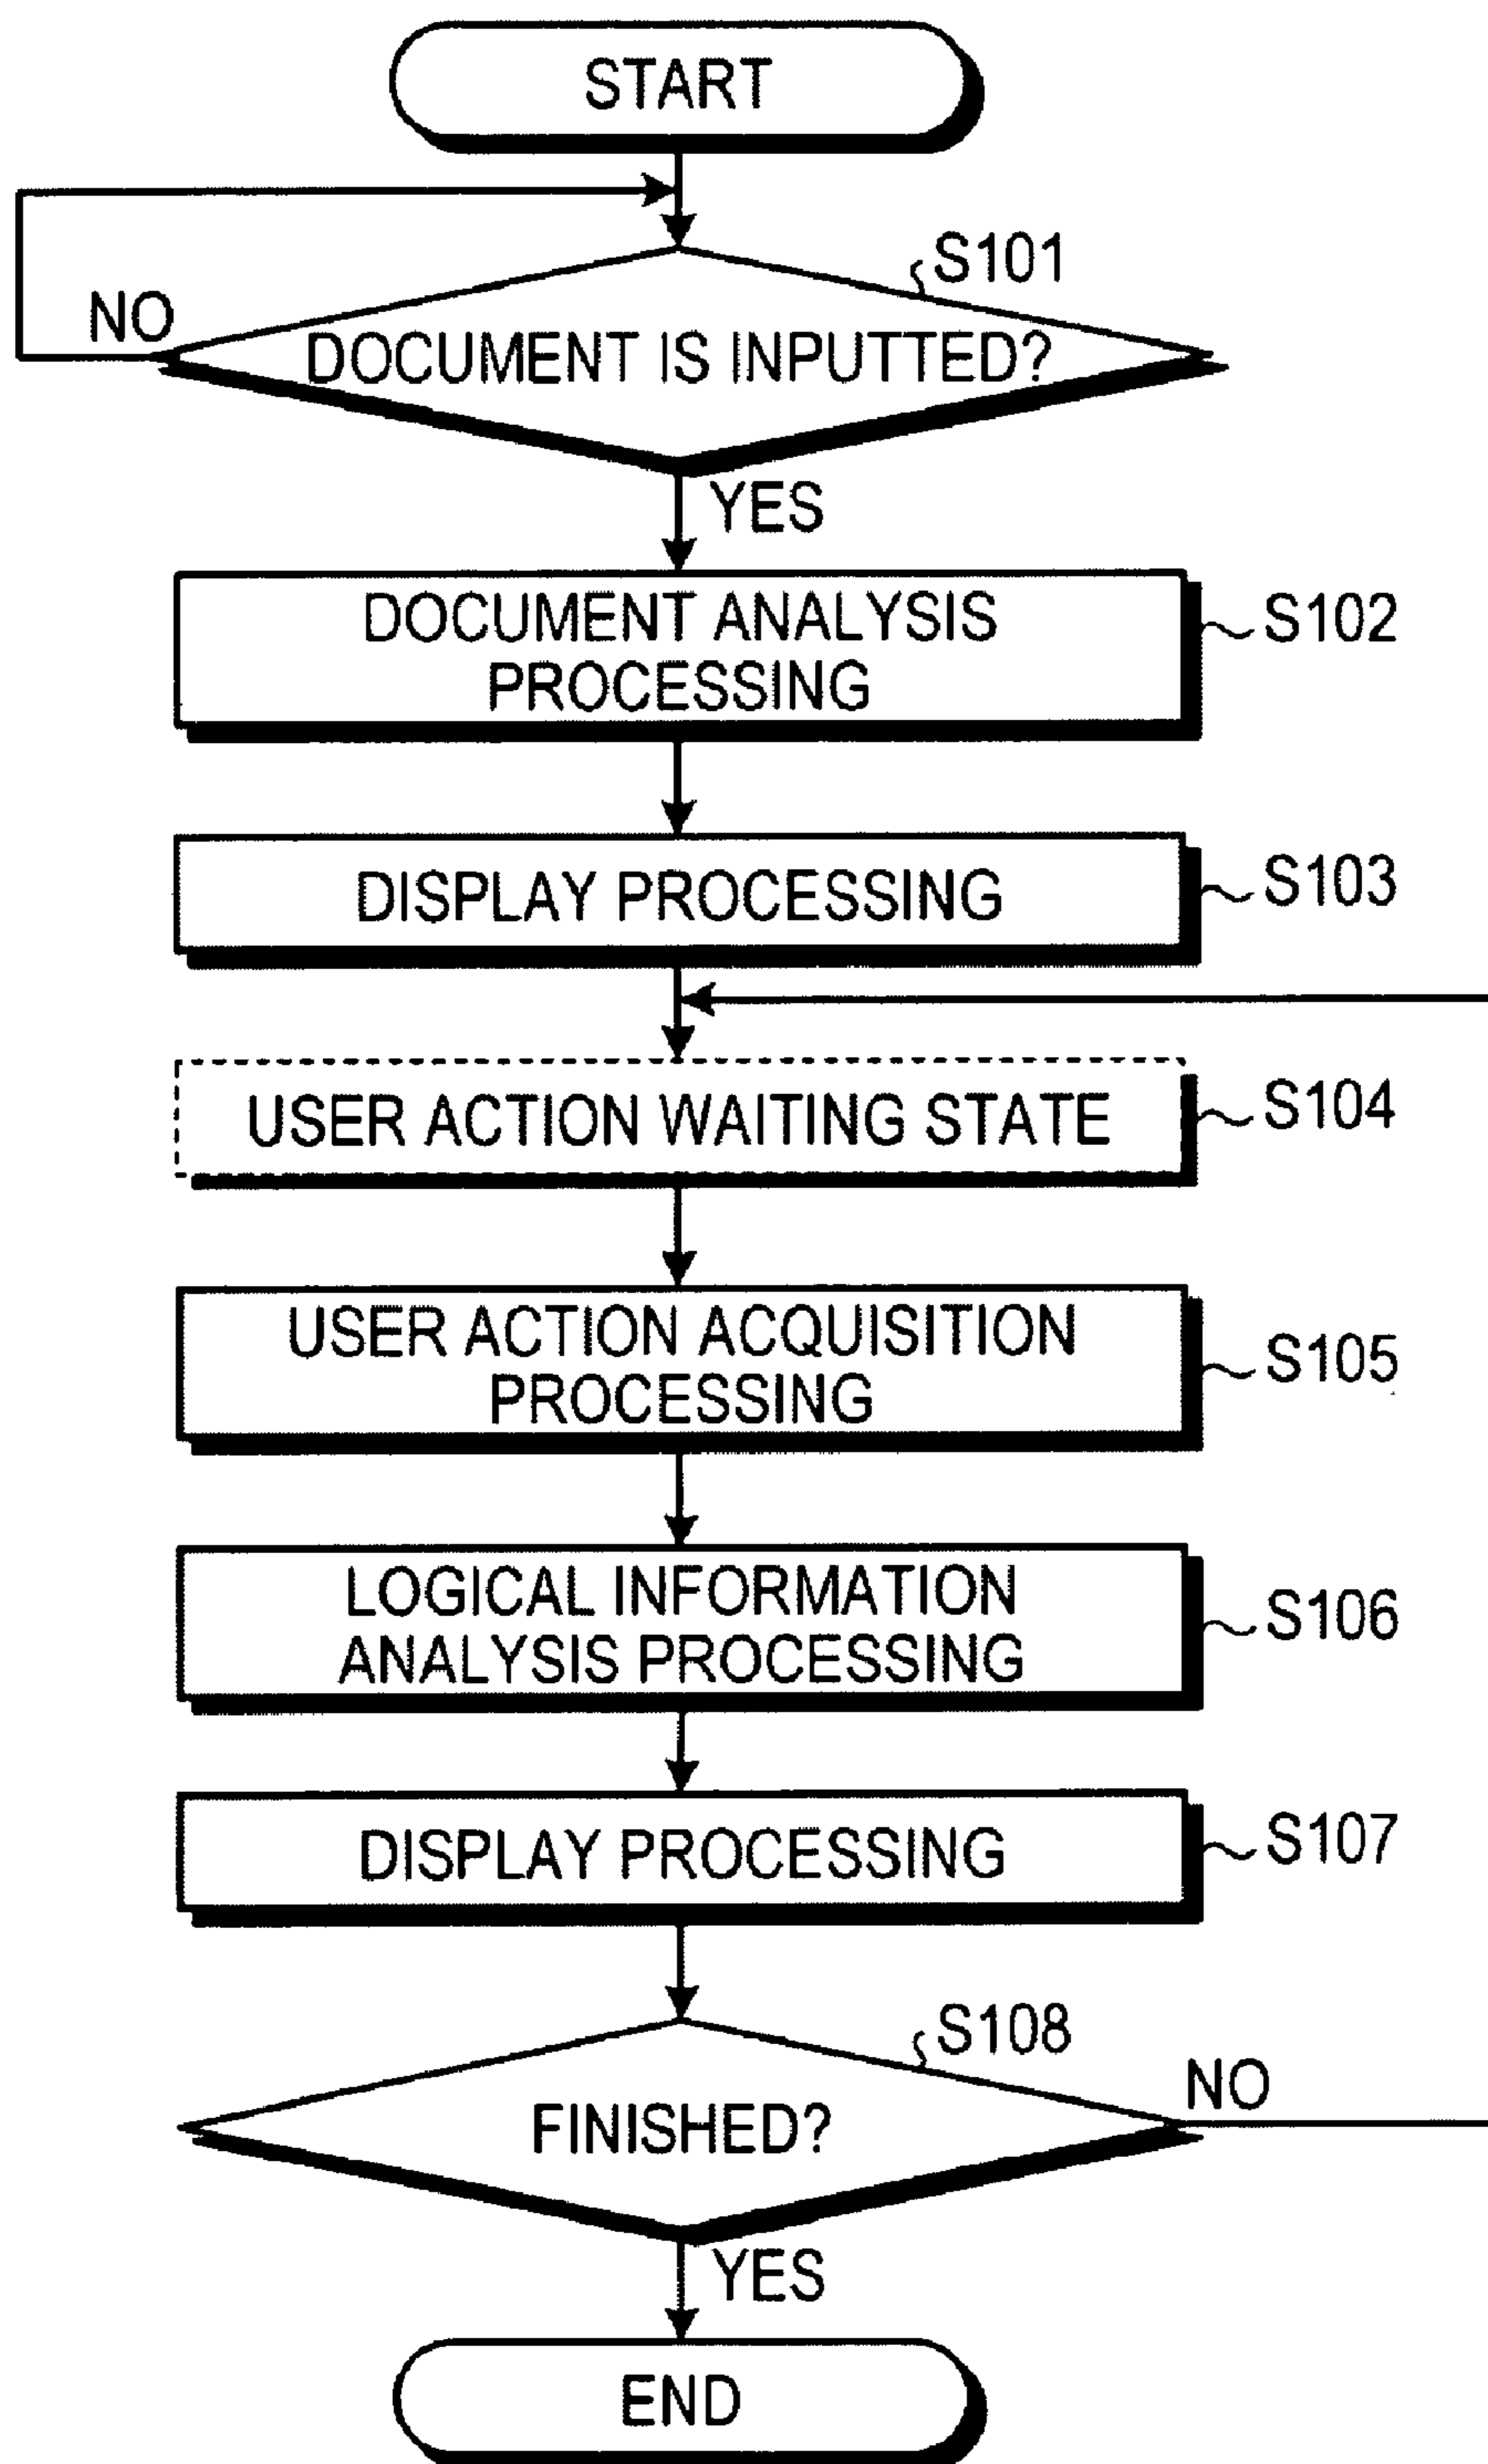 START
S101
NO
DOCUMENT IS INPUTTED?
YES
DOCUMENT ANALYSIS
PROCESSING
S102
DISPLAY PROCESSING
S103
USER ACTION WAITING STATE
S104
USER ACTION ACQUISITION
PROCESSING
S105
LOGICAL INFORMATION
ANALYSIS PROCESSING
S106
DISPLAY PROCESSING
S107
S108
NO
FINISHED?
YES
END